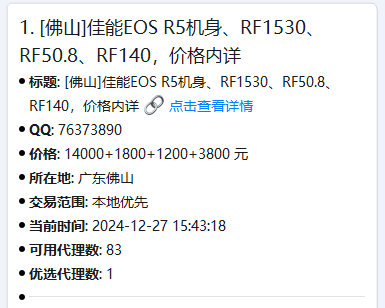 1. [佛山]佳能EOS R5机身、RF1530、
RF50.8、RF140，价格内详
标题: [佛山]佳能EOS R5机身、RF1530、RF50.8、
RF140，价格内详 🔗 点击查看详情
QQ: 76373890
价格: 14000+1800+1200+3800 元
所在地: 广东佛山
交易范围: 本地优先
当前时间: 2024-12-27 15:43:18
可用代理数: 83
优选代理数: 1